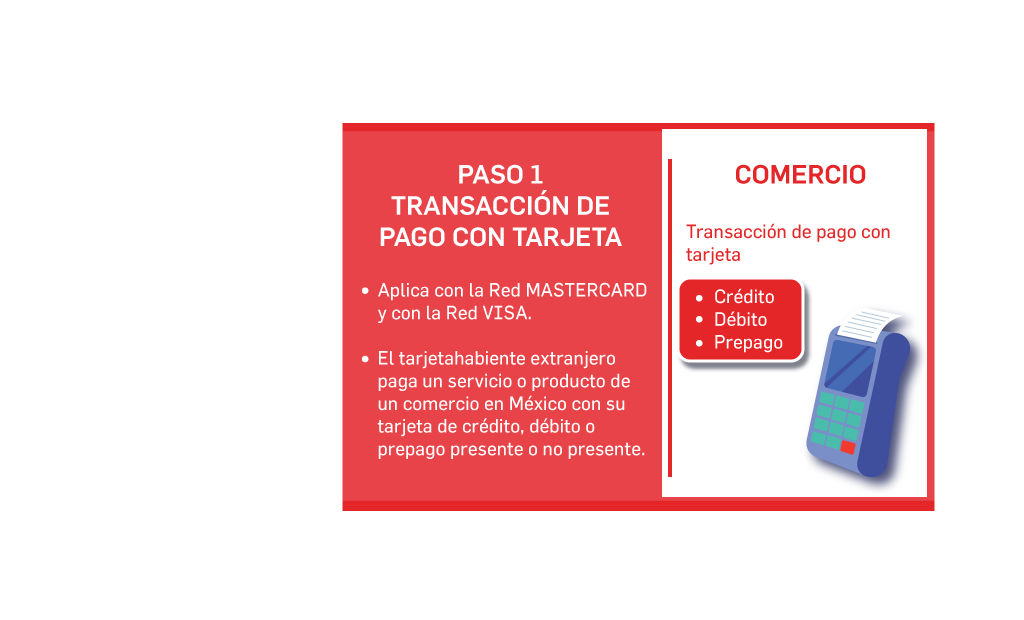 PASO 1
TRANSACCIÓN DE
PAGO CON TARJETA
• Aplica con la Red MASTERCARD
y con la Red VISA.
• El tarjetahabiente extranjero
paga un servicio o producto de
un comercio en México con su
tarjeta de crédito, débito o
prepago presente o no presente.
COMERCIO
Transacción de pago con
tarjeta
• Crédito
• Débito
• Prepago